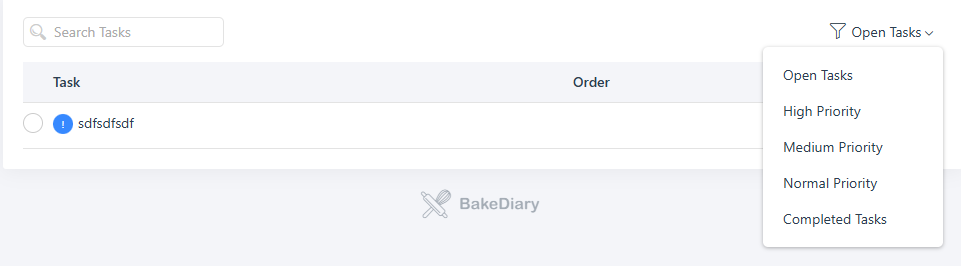 Search Tasks
Open Tasks
Task
Order
! sdfsdfsdf
Open Tasks
High Priority
Medium Priority
Normal Priority
Completed Tasks
BakeDiary